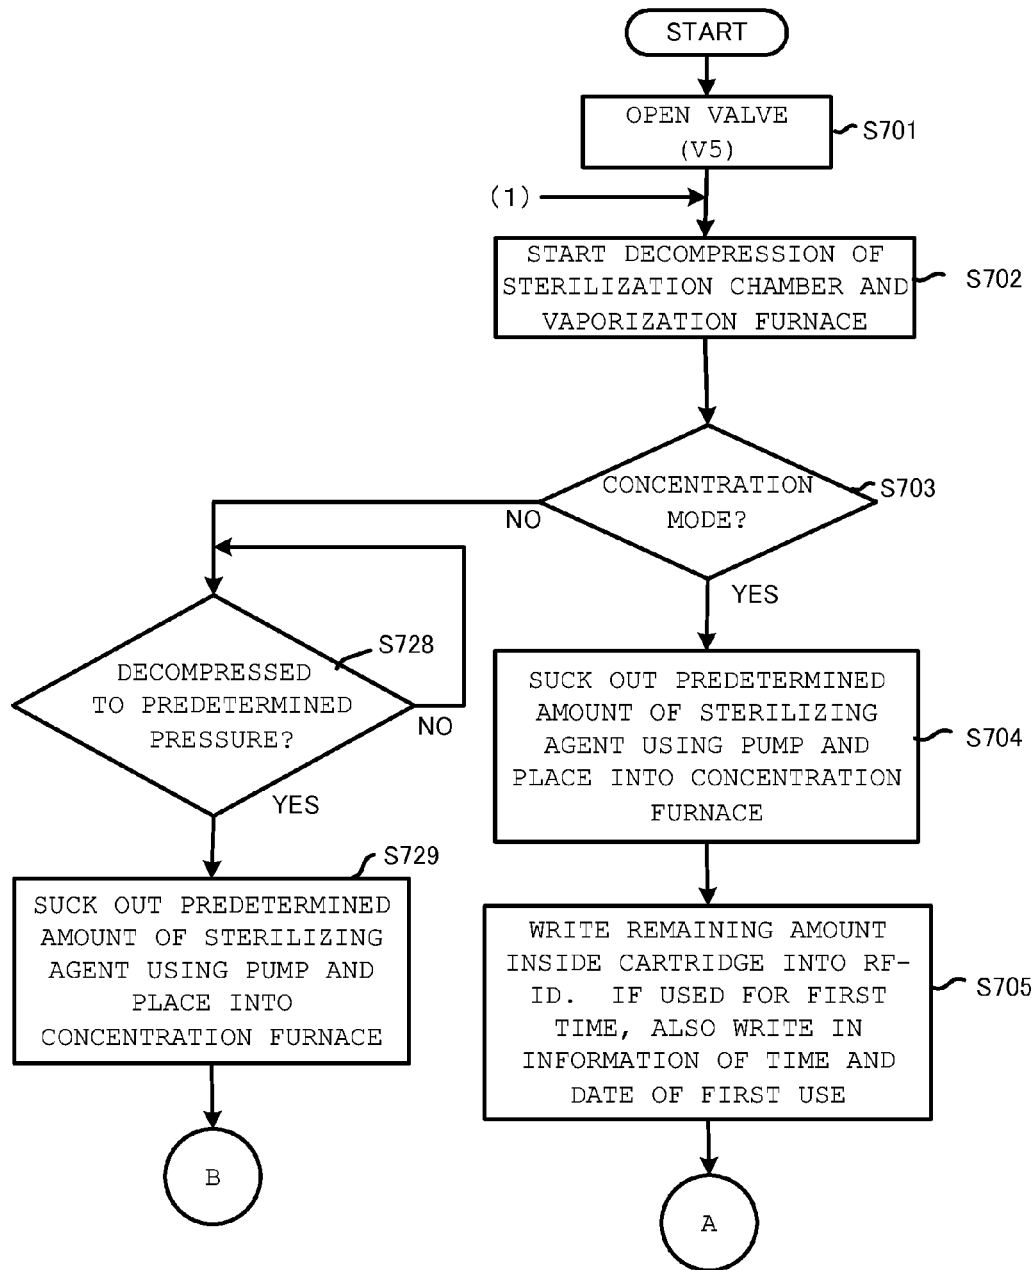 START
OPEN VALVE
(V5)
S701
(1)
START DECOMPRESSION OF
STERILIZATION CHAMBER AND
VAPORIZATION FURNACE
S702
CONCENTRATION
MODE?
S703
NO
YES
DECOMPRESSED
TO PREDETERMINED
PRESSURE?
S728
NO
YES
SUCK OUT PREDETERMINED
AMOUNT OF STERILIZING
AGENT USING PUMP AND
PLACE INTO CONCENTRATION
FURNACE
S704
S729
SUCK OUT PREDETERMINED
AMOUNT OF STERILIZING
AGENT USING PUMP AND
PLACE INTO
CONCENTRATION FURNACE
WRITE REMAINING AMOUNT
INSIDE CARTRIDGE INTO RF-
ID. IF USED FOR FIRST
TIME, ALSO WRITE IN
INFORMATION OF TIME AND
DATE OF FIRST USE
S705
B
A